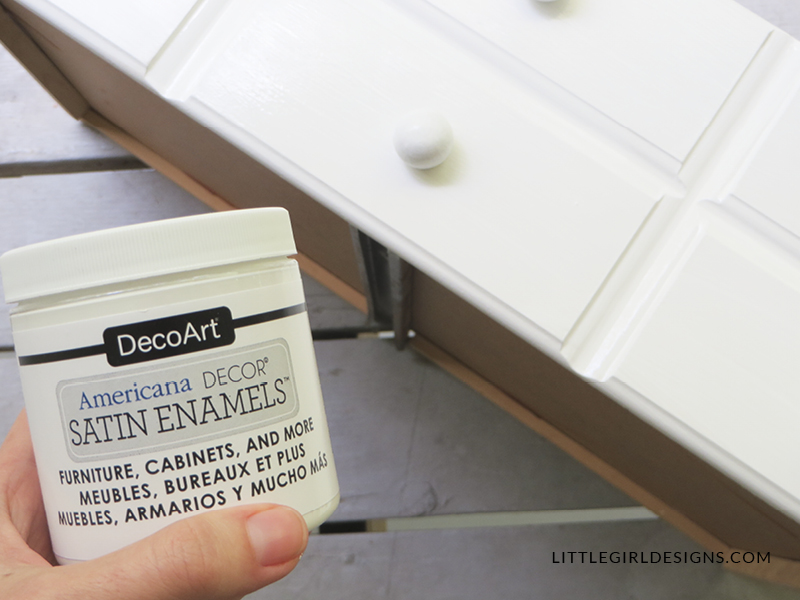 DecoArt®
Americana DECOR®
SATIN ENAMELS™
FURNITURE, CABINETS, AND MORE
MEUBLES, BUREAUX ET PLUS
MUEBLES, ARMARIOS Y MUCHO MÁS
LITTLEGIRLDESIGNS.COM